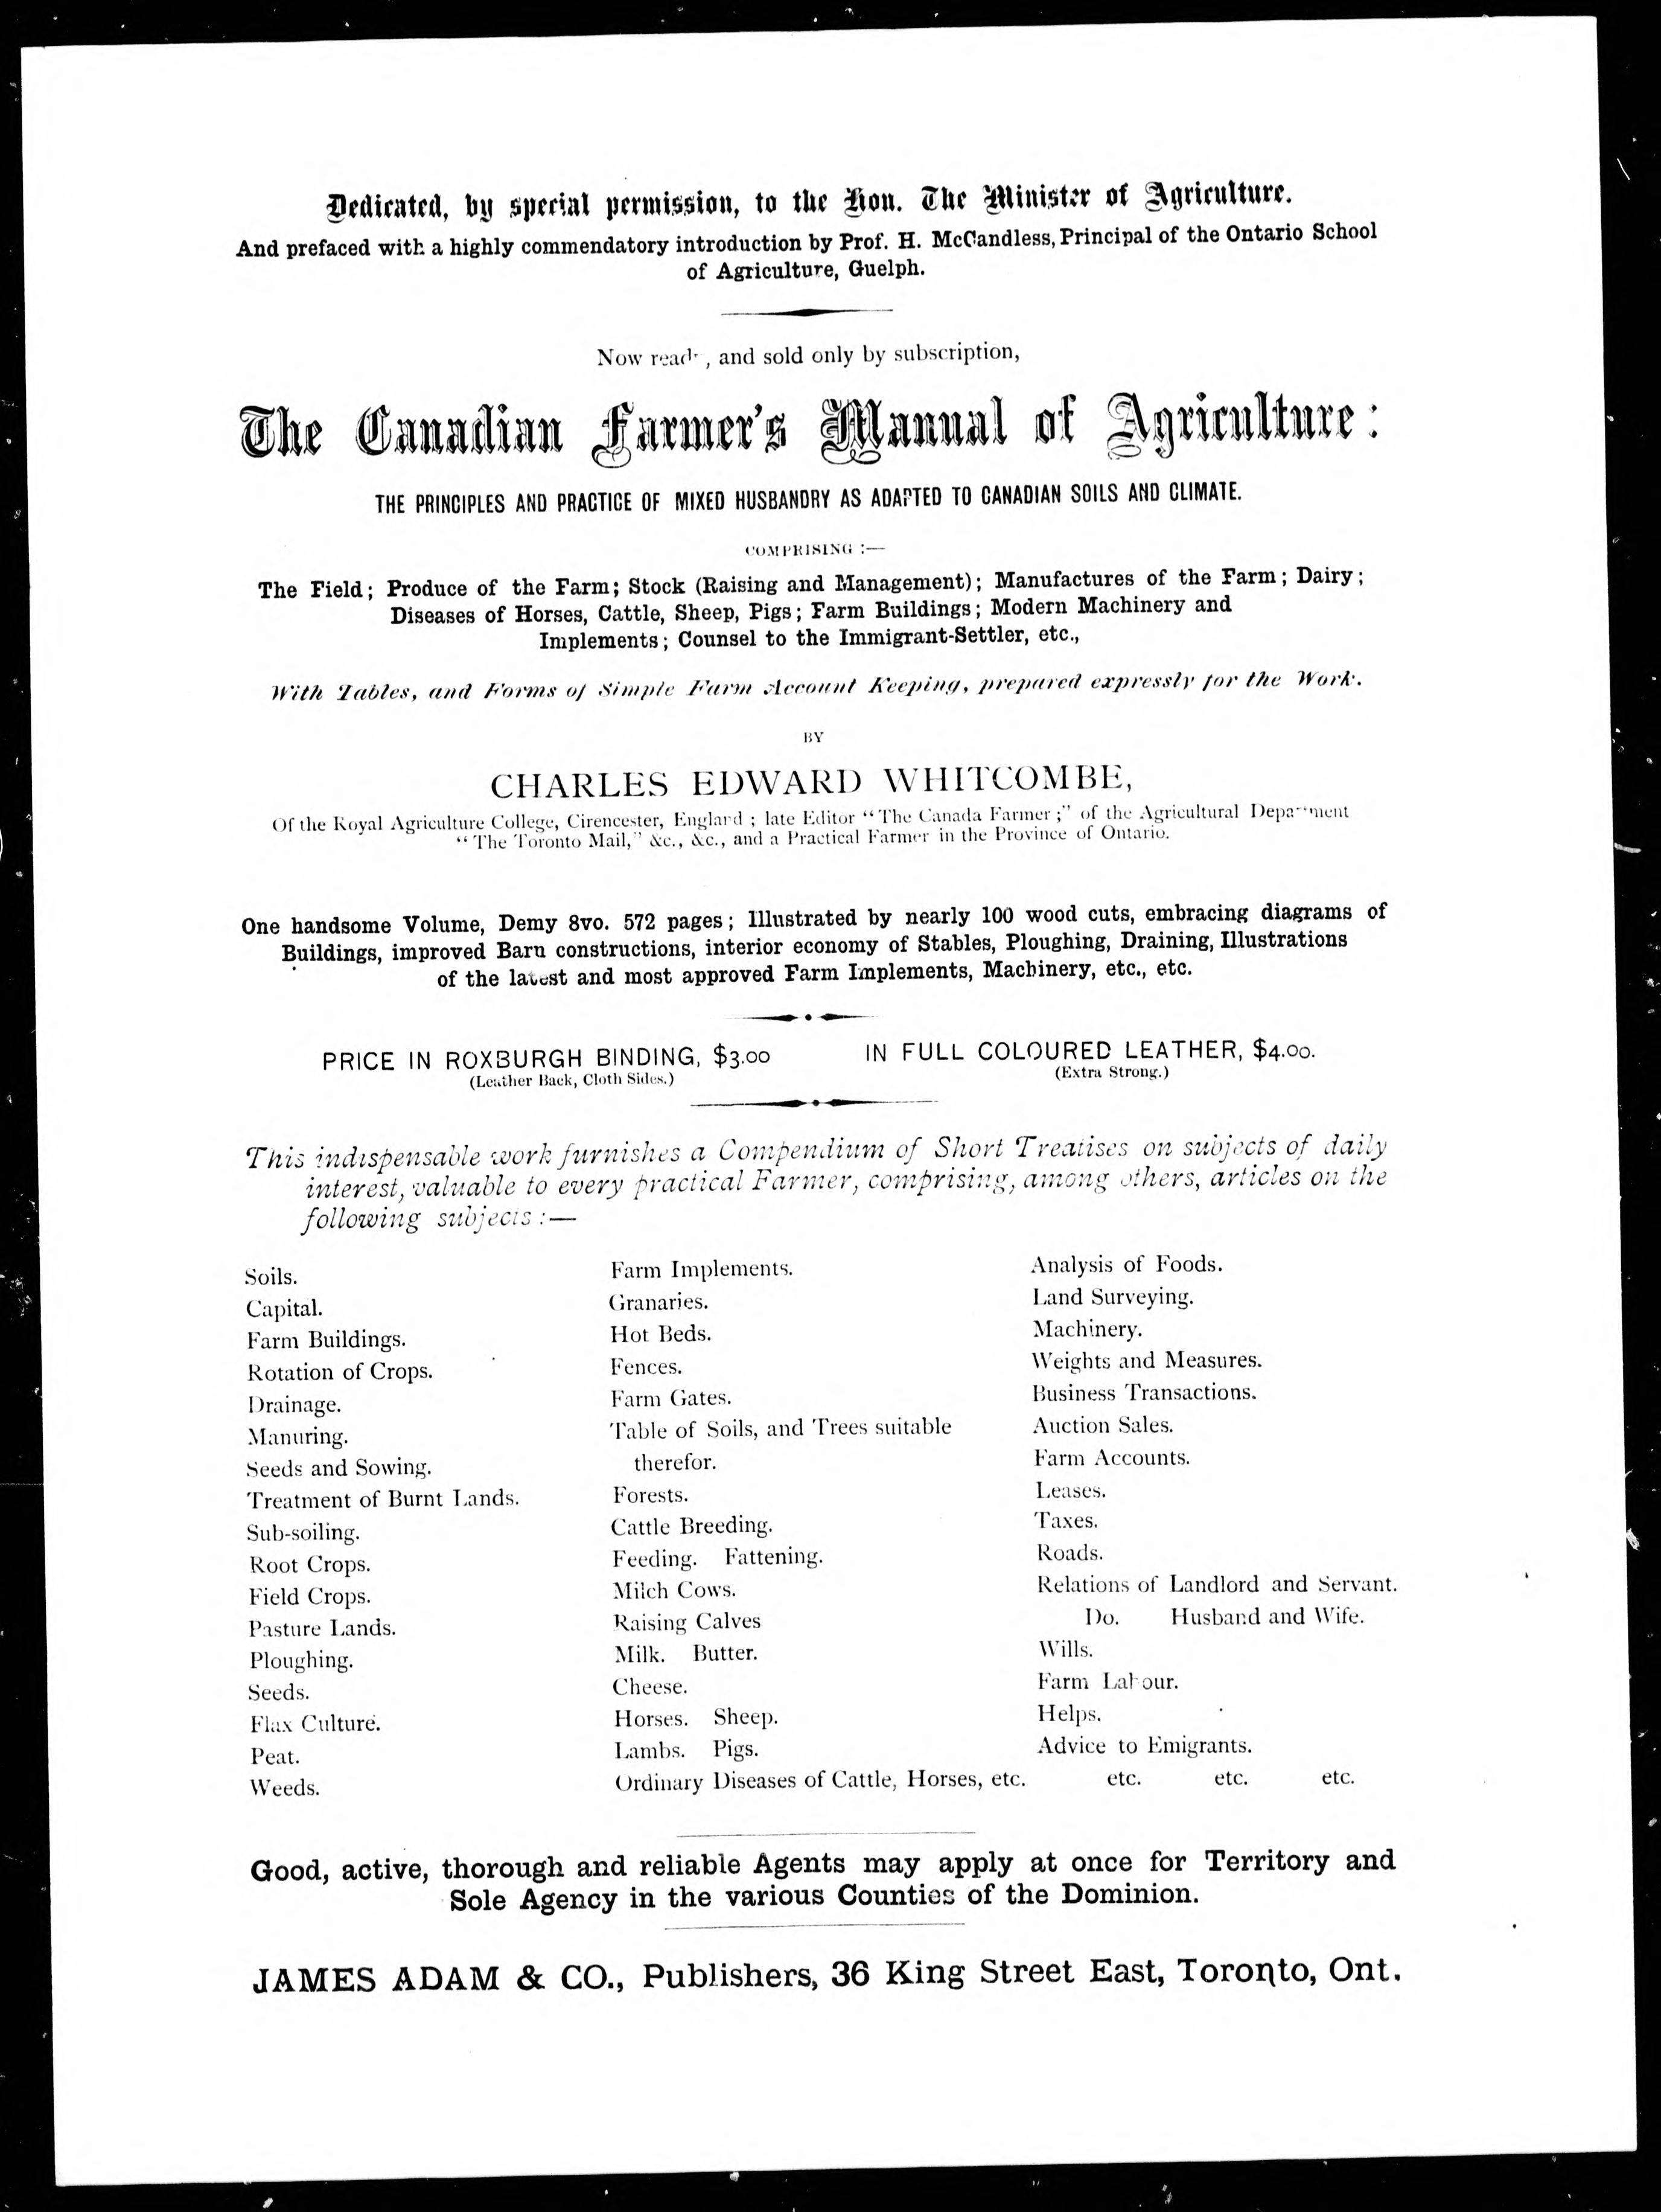 Dedicated, by special permission, to the Hon. The Minister of Agriculture.
And prefaced with a highly commendatory introduction by Prof. H. McCandless, Principal of the Ontario School
of Agriculture, Guelph.
Now ready, and sold only by subscription,
The Canadian Farmer's Manual of Agriculture:
THE PRINCIPLES AND PRACTICE OF MIXED HUSBANDRY AS ADAPTED TO CANADIAN SOILS AND CLIMATE.
COMPRISING :—
The Field; Produce of the Farm; Stock (Raising and Management); Manufactures of the Farm; Dairy;
Diseases of Horses, Cattle, Sheep, Pigs; Farm Buildings; Modern Machinery and
Implements; Counsel to the Immigrant-Settler, etc.,
With Tables, and Forms of Simple Farm Account Keeping, prepared expressly for the Work.
BY
CHARLES EDWARD WHITCOMBE,
Of the Royal Agriculture College, Cirencester, England ; late Editor "The Canada Farmer ;" of the Agricultural Department
"The Toronto Mail," &c., &c., and a Practical Farmer in the Province of Ontario.
One handsome Volume, Demy 8vo. 572 pages; Illustrated by nearly 100 wood cuts, embracing diagrams of
Buildings, improved Barn constructions, interior economy of Stables, Ploughing, Draining, Illustrations
of the latest and most approved Farm Implements, Machinery, etc., etc.
PRICE IN ROXBURGH BINDING, $3.00
(Leather Back, Cloth Sides.)
IN FULL COLOURED LEATHER, $4.00.
(Extra Strong.)
This indispensable work furnishes a Compendium of Short Treatises on subjects of daily
interest, valuable to every practical Farmer, comprising, among others, articles on the
following subjects :—
Soils.
Capital.
Farm Buildings.
Rotation of Crops.
Drainage.
Manuring.
Seeds and Sowing.
Treatment of Burnt Lands.
Sub-soiling.
Root Crops.
Field Crops.
Pasture Lands.
Ploughing.
Seeds.
Flax Culture.
Peat.
Weeds.
Farm Implements.
Granaries.
Hot Beds.
Fences.
Farm Gates.
Table of Soils, and Trees suitable
therefor.
Forests.
Cattle Breeding.
Feeding. Fattening.
Milch Cows.
Raising Calves
Milk. Butter.
Cheese.
Horses. Sheep.
Lambs. Pigs.
Ordinary Diseases of Cattle, Horses, etc. etc. etc. etc.
Analysis of Foods.
Land Surveying.
Machinery.
Weights and Measures.
Business Transactions.
Auction Sales.
Farm Accounts.
Leases.
Taxes.
Roads.
Relations of Landlord and Servant.
Do. Husband and Wife.
Wills.
Farm Labour.
Helps.
Advice to Emigrants.
Good, active, thorough and reliable Agents may apply at once for Territory and
Sole Agency in the various Counties of the Dominion.
JAMES ADAM & CO., Publishers, 36 King Street East, Toronto, Ont.